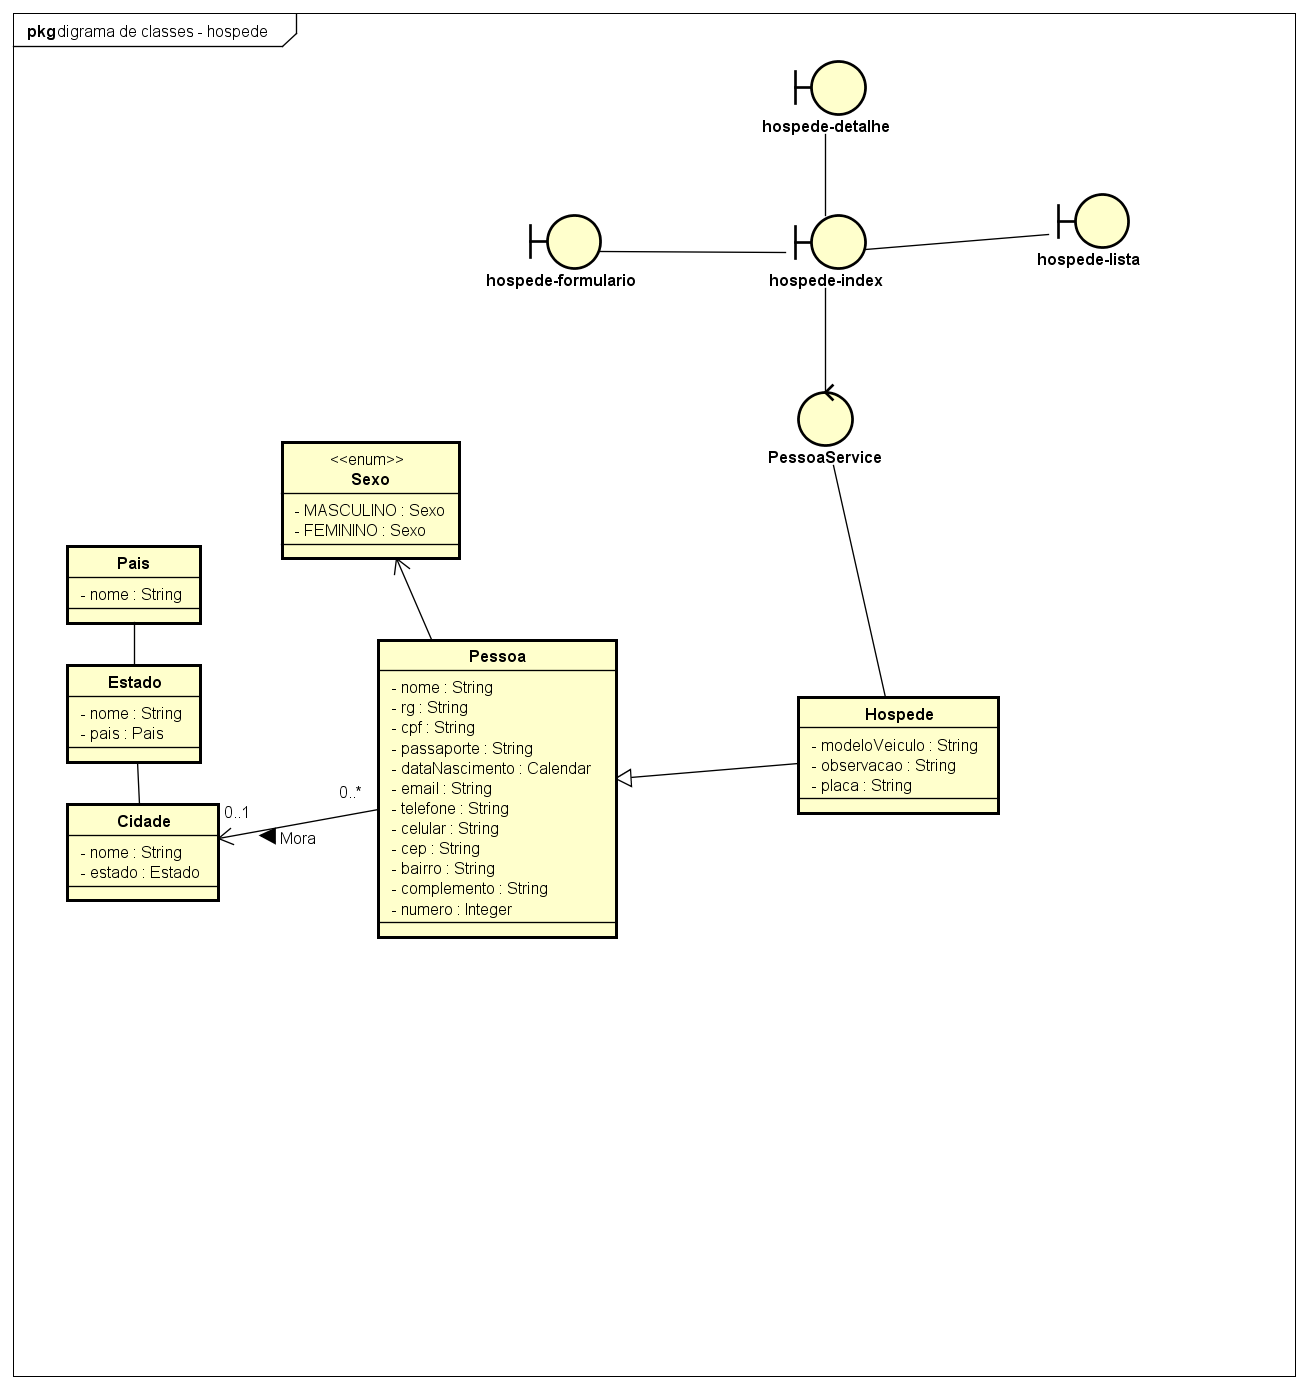 pkg digrama de classes - hospede
hospede-detalhe
hospede-formulario
hospede-index
hospede-lista
PessoaService
<<enum>>
Sexo
- MASCULINO : Sexo
- FEMININO : Sexo
Pais
- nome : String
Estado
- nome : String
- pais : Pais
Cidade
- nome : String
- estado : Estado
0..1
0..*
Mora
Pessoa
- nome : String
- rg : String
- cpf : String
- passaporte : String
- dataNascimento : Calendar
- email : String
- telefone : String
- celular : String
- cep : String
- bairro : String
- complemento : String
- numero : Integer
Hospede
- modeloVeiculo : String
- observacao : String
- placa : String